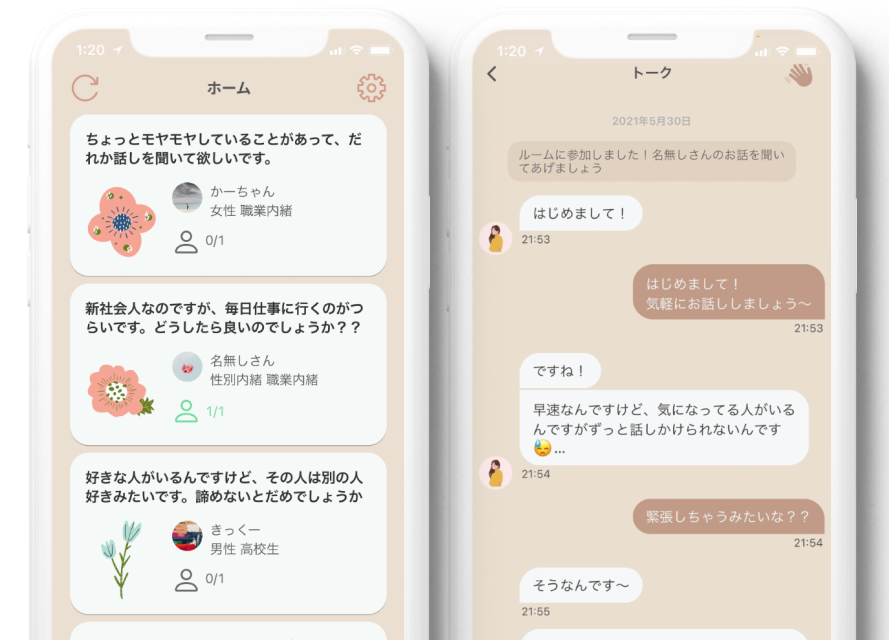 1:20
ホーム
ちょっとモヤモヤしていることがあって、だ
れか話しを聞いて欲しいです。
かーちゃん
女性 職業内緒
0/1
新社会人なのですが、毎日仕事に行くのがつ
らいです。どうしたら良いのでしょうか？？
名無しさん
性別内緒 職業内緒
1/1
好きな人がいるんですけど、その人は別の人
好きみたいです。諦めないとだめでしょうか
きっくー
男性 高校生
0/1
1:20
トーク
2021年5月30日
ルームに参加しました！名無しさんのお話を聞い
てあげましょう
はじめまして！
21:53
はじめまして！
気軽にお話ししましょう〜
21:53
ですね！
早速なんですけど、気になってる人がいる
んですがずっと話しかけられないんです
😓...
21:54
緊張しちゃうみたいな？？
21:54
そうなんです〜
21:55